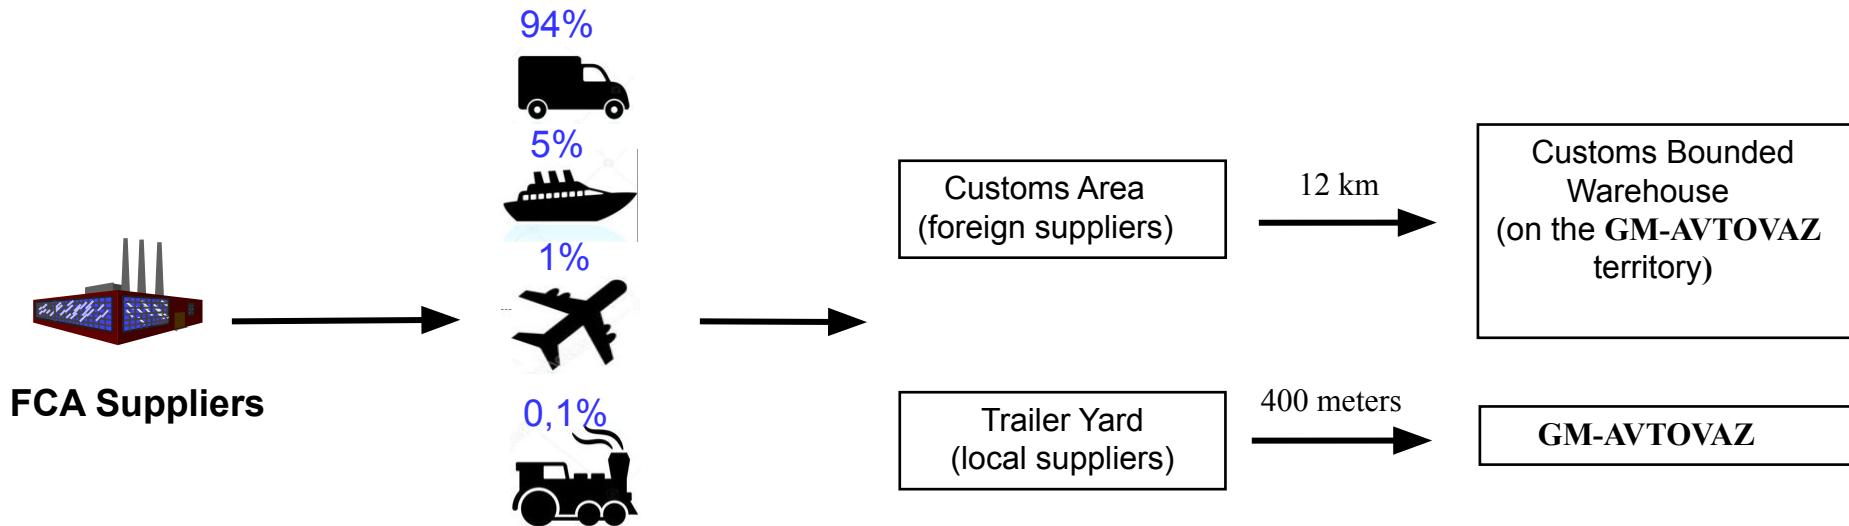 94%
5%
1%
0,1%
FCA Suppliers
Customs Area
(foreign suppliers)
12 km
Customs Bounded
Warehouse
(on the GM-AVTOVAZ
territory)
Trailer Yard
(local suppliers)
400 meters
GM-AVTOVAZ